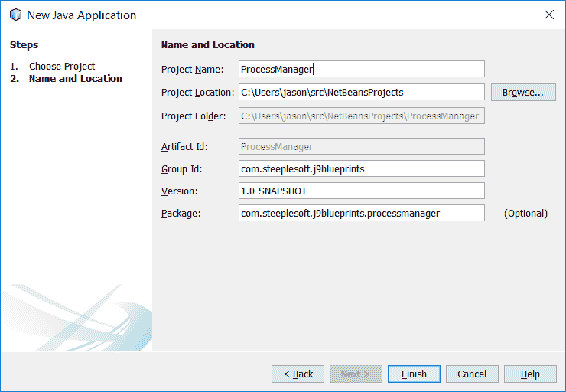 New Java Application
Steps
1. Choose Project
2. Name and Location
Name and Location
Project Name: ProcessManager
Project Location: C:\Users\jason\src\NetBeansProjects Browse...
Project Folder: C:\Users\jason\src\NetBeansProjects\ProcessManager
Artifact Id: ProcessManager
Group Id: com.steeplesoft.j9blueprints
Version: 1.0-SNAPSHOT
Package: com.steeplesoft.j9blueprints.processmanager (Optional)
< Back Next > Finish Cancel Help